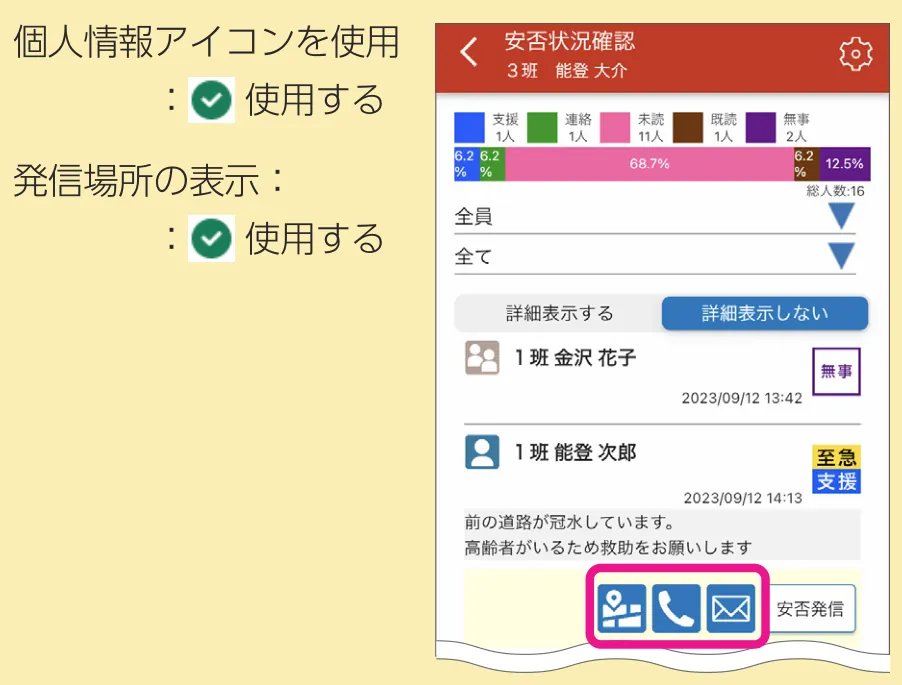 個人情報アイコンを使用
： 使用する
発信場所の表示：
： 使用する
安否状況確認
３班　能登 大介
支援 1人
連絡 1人
未読 11人
既読 1人
無事 2人
6.2%
6.2%
68.7%
6.2%
12.5%
総人数:16
全員
全て
詳細表示する
詳細表示しない
１班 金沢 花子
無事
2023/09/12 13:42
１班 能登 次郎
至急
支援
2023/09/12 14:13
前の道路が冠水しています。
高齢者がいるため救助をお願いします
安否発信